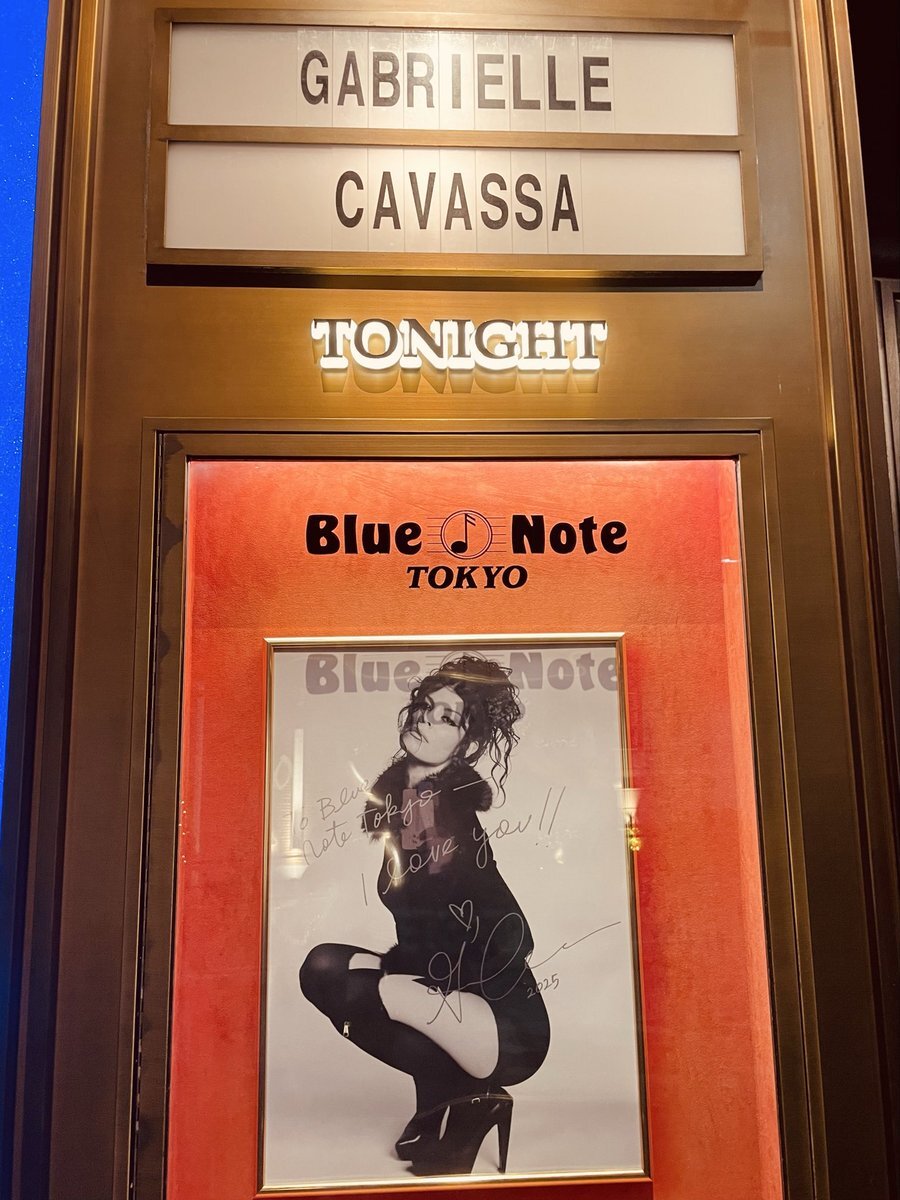 GABRIELLE
CAVASSA
TONIGHT
Blue Note
TOKYO
Blue Note
To Blue
Note Tokyo —
I love you!!
2025